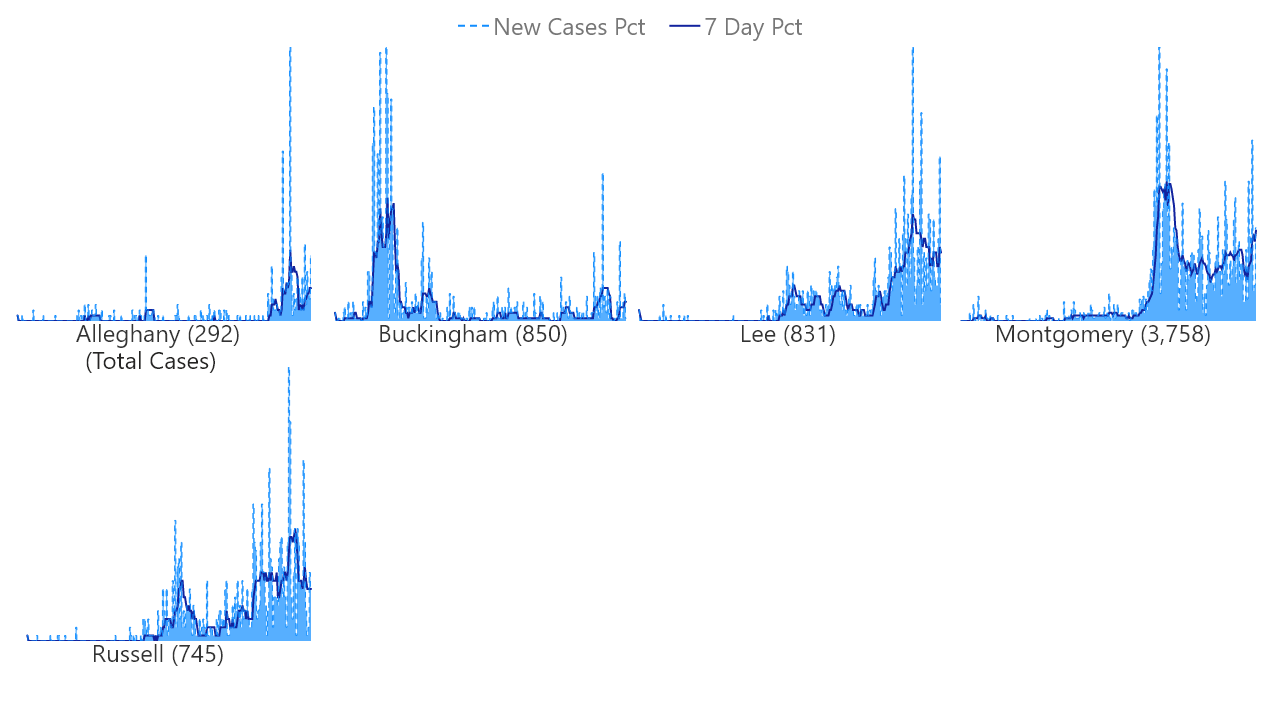 New Cases Pct 7 Day Pct
Alleghany (292) Buckingham (850) Lee (831) Montgomery (3,758)
(Total Cases)
Russell (745)